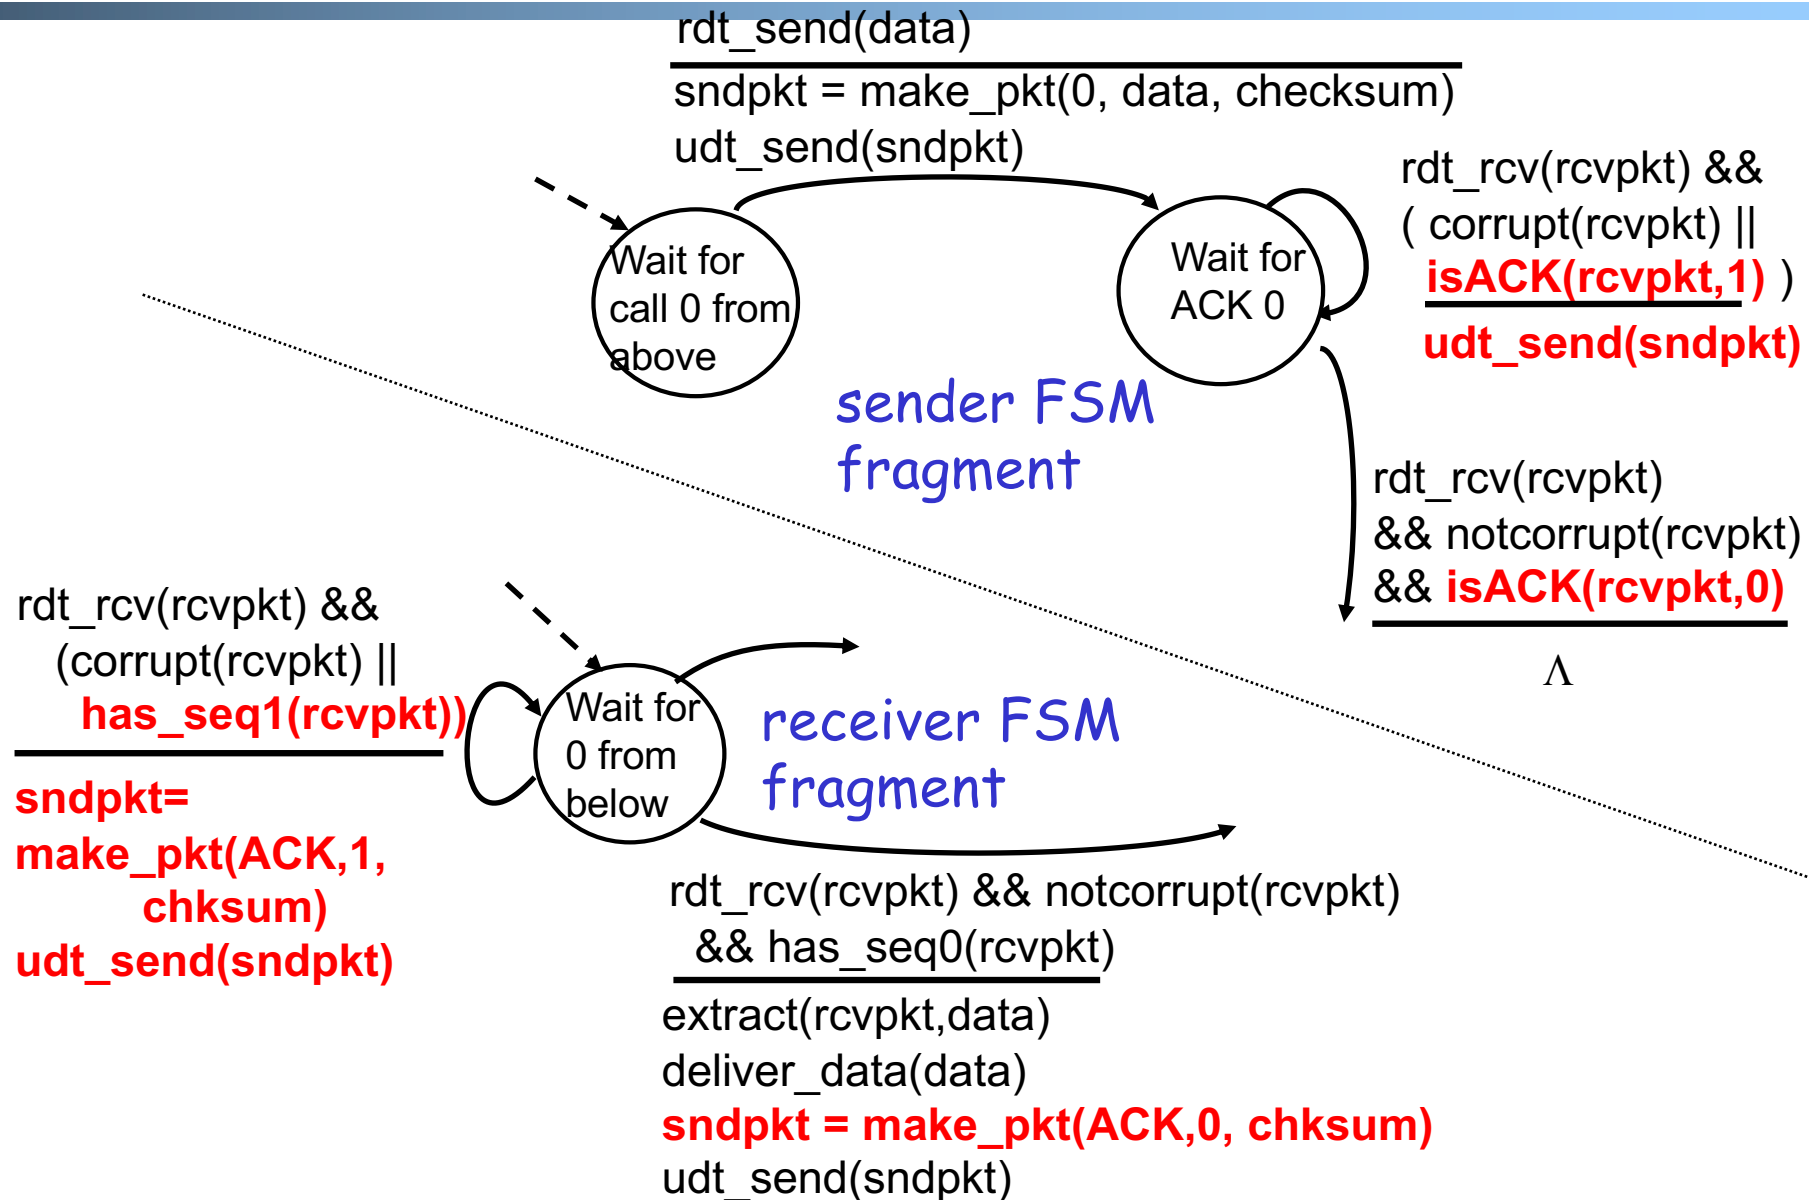 rdt_send(data)
sndpkt = make_pkt(0, data, checksum)
udt_send(sndpkt)
Wait for
call 0 from
above
Wait for
ACK 0
rdt_rcv(rcvpkt) &&
( corrupt(rcvpkt) ||
isACK(rcvpkt,1) )
udt_send(sndpkt)
sender FSM
fragment
rdt_rcv(rcvpkt)
&& notcorrupt(rcvpkt)
&& isACK(rcvpkt,0)
Λ
rdt_rcv(rcvpkt) &&
(corrupt(rcvpkt) ||
has_seq1(rcvpkt))
sndpkt=
make_pkt(ACK,1,
chksum)
udt_send(sndpkt)
Wait for
0 from
below
receiver FSM
fragment
rdt_rcv(rcvpkt) && notcorrupt(rcvpkt)
&& has_seq0(rcvpkt)
extract(rcvpkt,data)
deliver_data(data)
sndpkt = make_pkt(ACK,0, chksum)
udt_send(sndpkt)